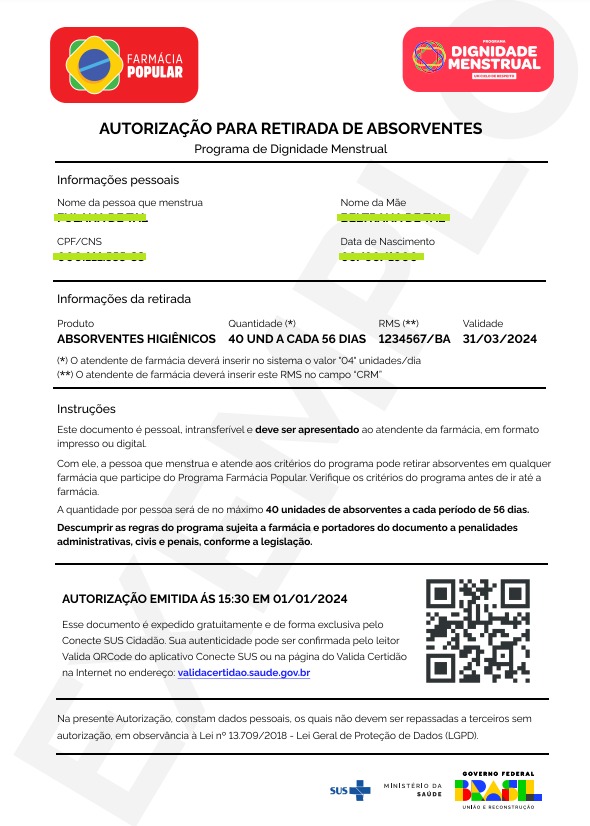 FARMÁCIA
POPULAR
PROGRAMA
DIGNIDADE
MENSTRUAL
AUTORIZAÇÃO PARA RETIRADA DE ABSORVENTES
Programa de Dignidade Menstrual
Informações pessoais
Nome da pessoa que menstrua
Nome da Mãe
CPF/CNS
Data de Nascimento
Informações da retirada
Produto Quantidade (*) RMS (**) Validade
ABSORVENTES HIGIÊNICOS 40 UND A CADA 56 DIAS 1234567/BA 31/03/2024
(*) O atendente de farmácia deverá inserir no sistema o valor "04" unidades/dia
(**) O atendente de farmácia deverá inserir este RMS no campo "CRM"
Instruções
Este documento é pessoal, intransferível e deve ser apresentado ao atendente da farmácia, em formato
impresso ou digital.
Com ele, a pessoa que menstrua e atende aos critérios do programa pode retirar absorventes em qualquer
farmácia que participe do Programa Farmácia Popular. Verifique os critérios do programa antes de ir até a
farmácia.
A quantidade por pessoa será de no máximo 40 unidades de absorventes a cada período de 56 dias.
Descumprir as regras do programa sujeita a farmácia e portadores do documento a penalidades
administrativas, civis e penais, conforme a legislação.
AUTORIZAÇÃO EMITIDA ÁS 15:30 EM 01/01/2024
Esse documento é expedido gratuitamente e de forma exclusiva pelo
Conecte SUS Cidadão. Sua autenticidade pode ser confirmada pelo leitor
Valida QRCode do aplicativo Conecte SUS ou na página do Valida Certidão
na Internet no endereço: validacertidao.saude.gov.br
Na presente Autorização, constam dados pessoais, os quais não devem ser repassadas a terceiros sem
autorização, em observância à Lei nº 13.709/2018 - Lei Geral de Proteção de Dados (LGPD).
SUS
MINISTÉRIO DA
SAÚDE
GOVERNO FEDERAL
BRASIL
UNIÃO E RECONSTRUÇÃO
EXEMPLO